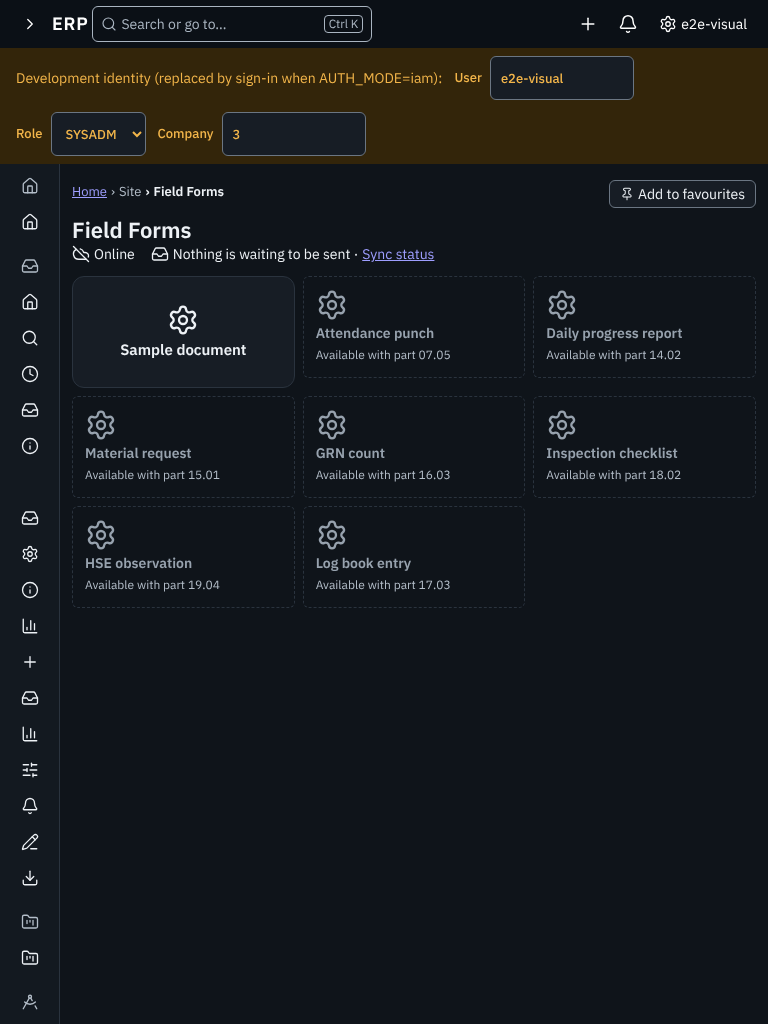 ERP Search or go to... Ctrl K e2e-visual
Development identity (replaced by sign-in when AUTH_MODE=iam): User e2e-visual
Role SYSADM Company 3
Home › Site › Field Forms Add to favourites
Field Forms
Online Nothing is waiting to be sent · Sync status
Sample document
Attendance punch
Available with part 07.05
Daily progress report
Available with part 14.02
Material request
Available with part 15.01
GRN count
Available with part 16.03
Inspection checklist
Available with part 18.02
HSE observation
Available with part 19.04
Log book entry
Available with part 17.03